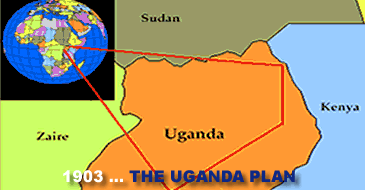 Sudan
Kenya
Zaire
Uganda
1903 ... THE UGANDA PLAN